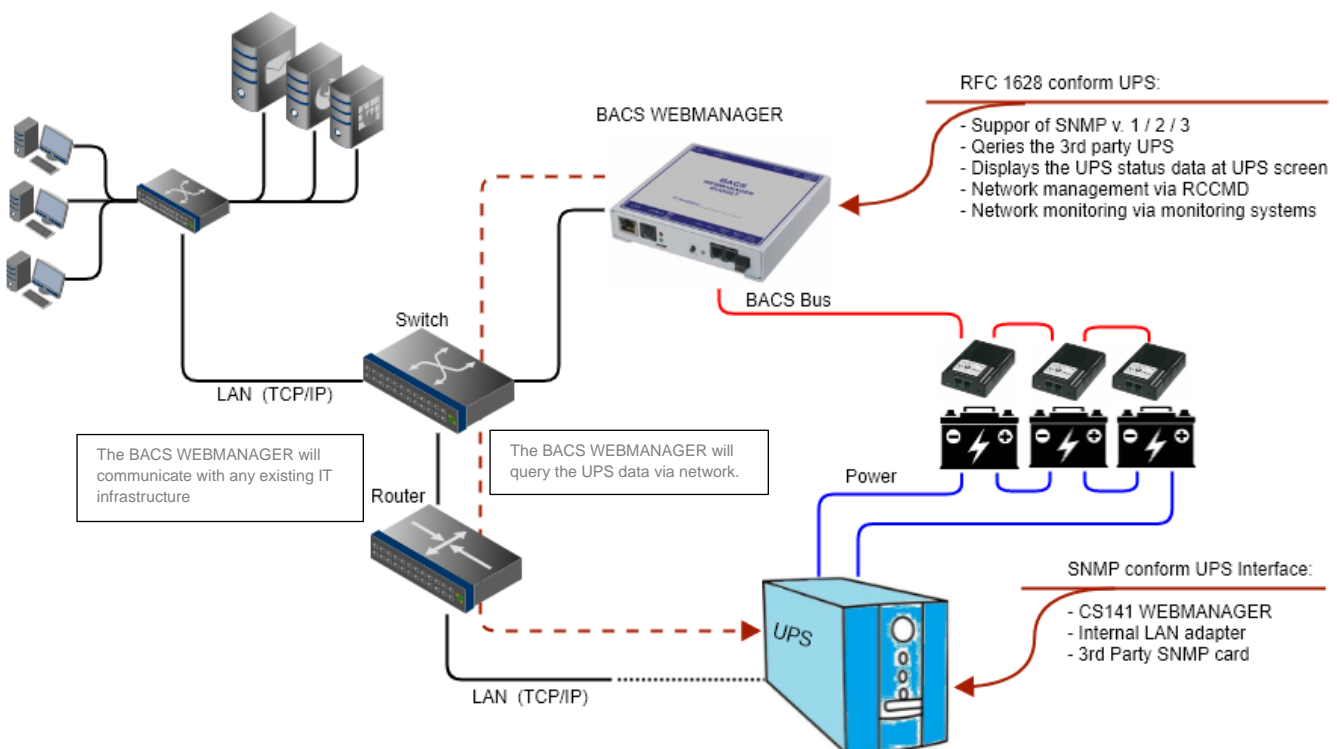 RFC 1628 conform UPS:
BACS WEBMANAGER
- Suppor of SNMP v. 1 / 2 / 3
- Qeries the 3rd party UPS
- Displays the UPS status data at UPS screen
- Network management via RCCMD
- Network monitoring via monitoring systems
BACS
WEBMANAGER
BACS Bus
Switch
LAN (TCP/IP)
The BACS WEBMANAGER will
communicate with any existing IT
infrastructure
The BACS WEBMANAGER will
query the UPS data via network.
Router
Power
SNMP conform UPS Interface:
- CS141 WEBMANAGER
- Internal LAN adapter
- 3rd Party SNMP card
UPS
LAN (TCP/IP)